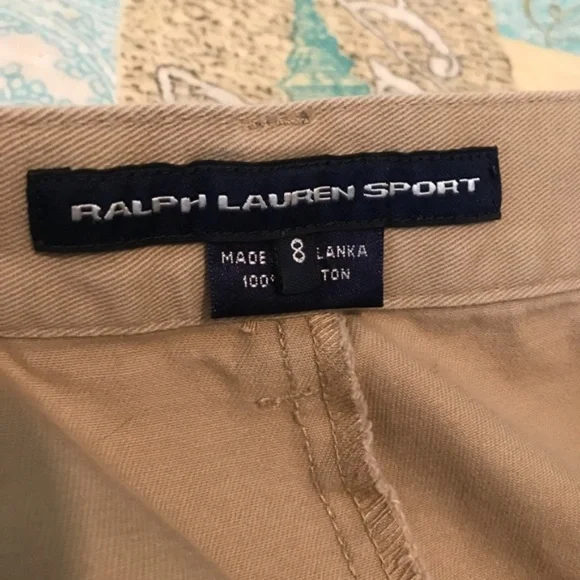 RALPH LAUREN SPORT
MADE 8 LANKA
100% TON